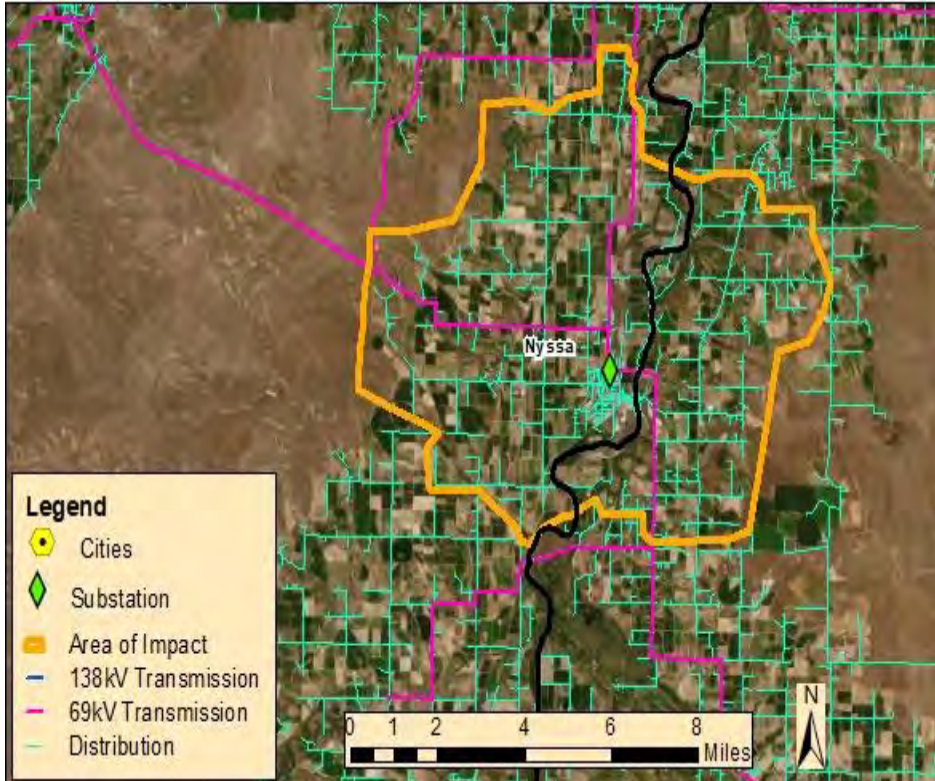 Nyssa
Legend
Cities
Substation
Area of Impact
138kV Transmission
69kV Transmission
Distribution
0 1 2 4 6 8
Miles
N